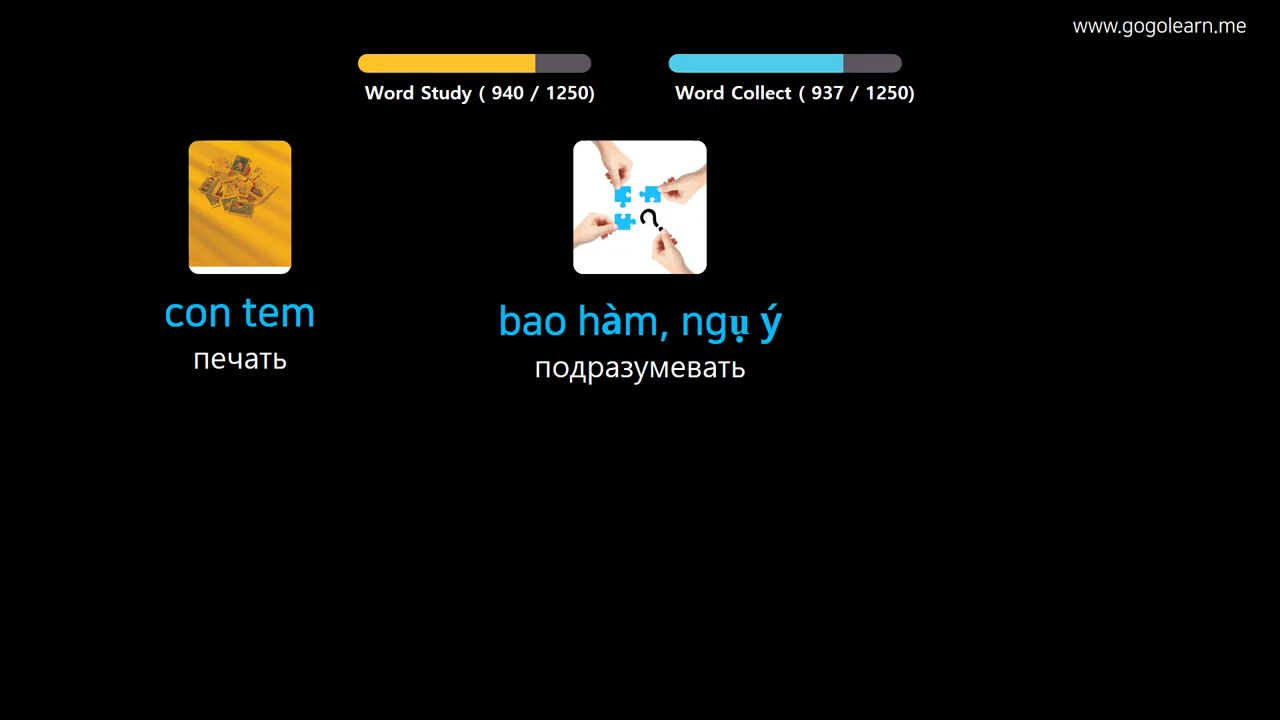 www.gogolearn.me
Word Study ( 940 / 1250)
Word Collect ( 937 / 1250)
con tem
печать
bao hàm, ngụ ý
подразумевать